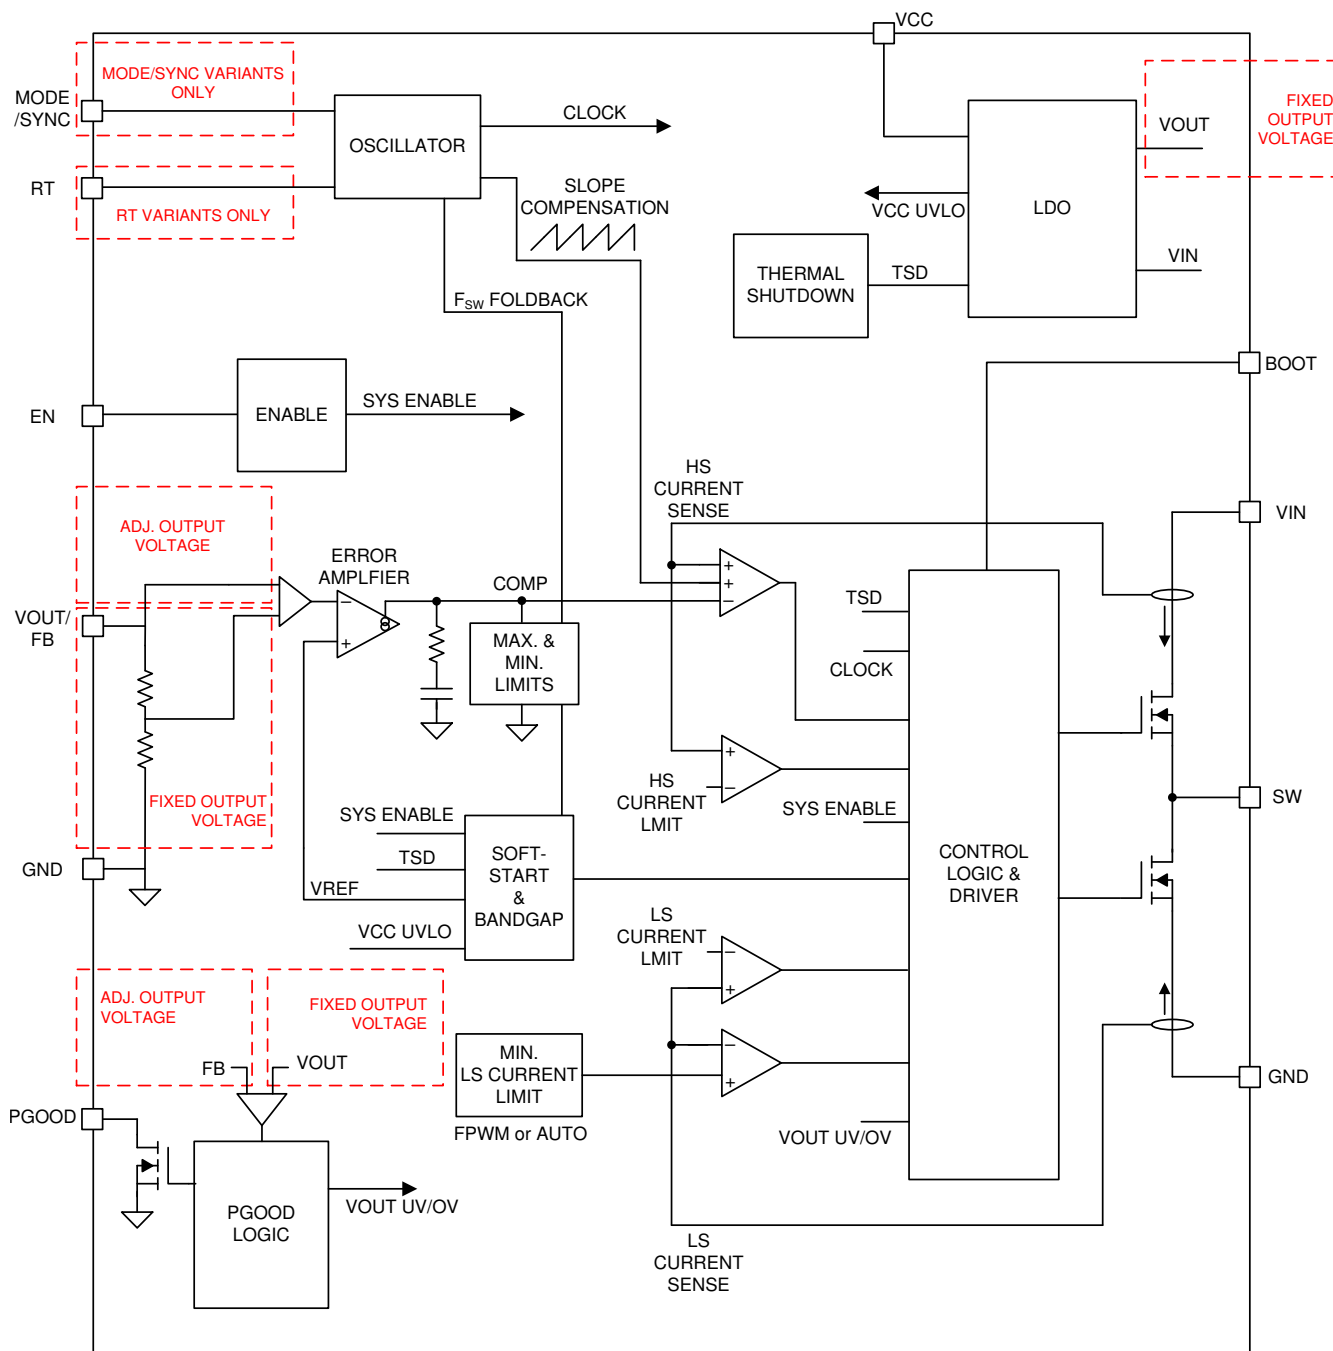 VCC
MODE/SYNC VARIANTS
ONLY
MODE
/SYNC
OSCILLATOR
CLOCK
FIXED
OUTPUT
VOLTAGE
VOUT
RT
RT VARIANTS ONLY
SLOPE
COMPENSATION
VCC UVLO
LDO
THERMAL
SHUTDOWN
TSD
VIN
FSW FOLDBACK
BOOT
EN
ENABLE
SYS ENABLE
HS
CURRENT
SENSE
VIN
ADJ. OUTPUT
VOLTAGE
ERROR
AMPLFIER
COMP
+
+
−
−
+
VOUT/
FB
MAX. &
MIN.
LIMITS
TSD
CLOCK
FIXED OUTPUT
VOLTAGE
+
−
HS
CURRENT
LMIT
SYS ENABLE
SW
SYS ENABLE
TSD
VREF
VCC UVLO
SOFT-
START
&
BANDGAP
CONTROL
LOGIC &
DRIVER
GND
LS
CURRENT
LMIT
−
+
ADJ. OUTPUT
VOLTAGE
FIXED OUTPUT
VOLTAGE
FB
VOUT
MIN.
LS CURRENT
LIMIT
−
+
GND
PGOOD
FPWM or AUTO
VOUT UV/OV
PGOOD
LOGIC
VOUT UV/OV
LS
CURRENT
SENSE